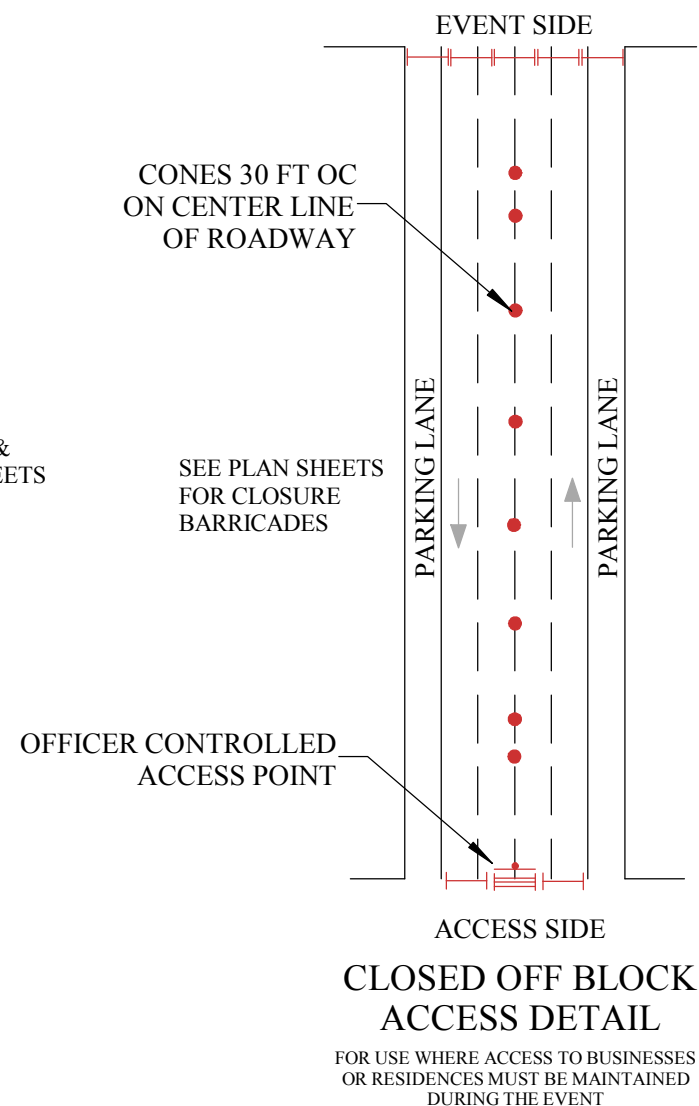 EVENT SIDE
CONES 30 FT OC
ON CENTER LINE
OF ROADWAY
PARKING LANE
PARKING LANE
&
EETS
SEE PLAN SHEETS
FOR CLOSURE
BARRICADES
OFFICER CONTROLLED
ACCESS POINT
ACCESS SIDE
CLOSED OFF BLOCK
ACCESS DETAIL
FOR USE WHERE ACCESS TO BUSINESSES
OR RESIDENCES MUST BE MAINTAINED
DURING THE EVENT